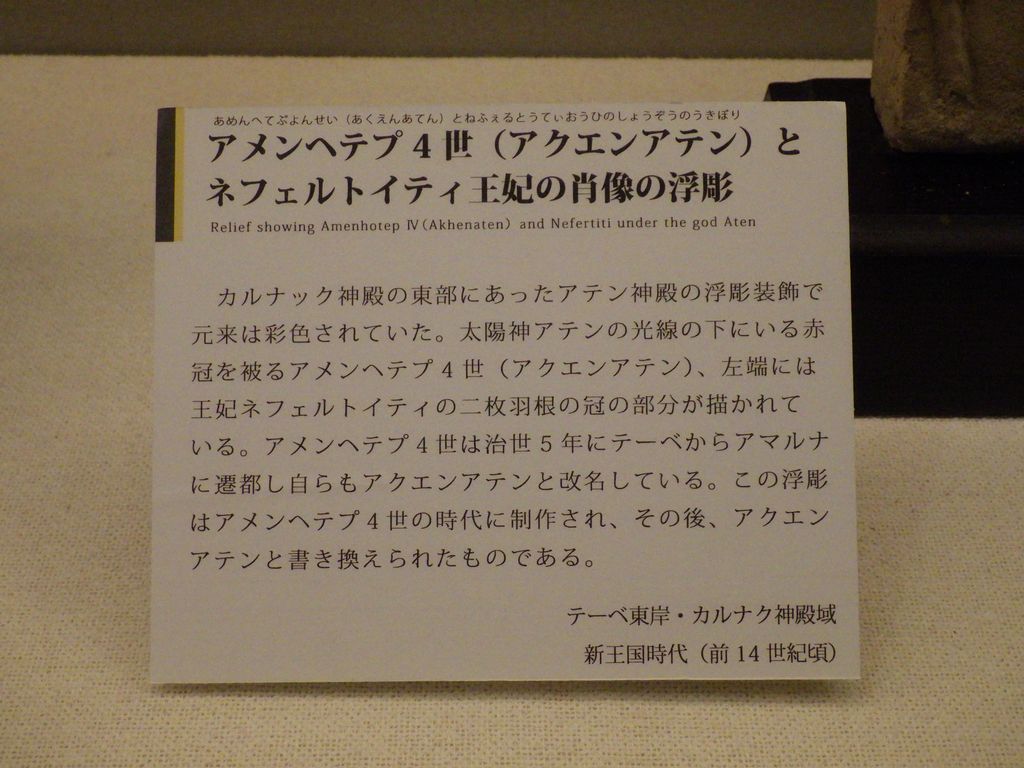 あめんへてぷよんせい（あくえんあてん）とねふぇるとうてぃおうひのしょうぞうのうきぼり
アメンヘテプ4世（アクエンアテン）と
ネフェルトイティ王妃の肖像の浮彫
Relief showing Amenhotep Ⅳ(Akhenaten) and Nefertiti under the god Aten
カルナック神殿の東部にあったアテン神殿の浮彫装飾で
元来は彩色されていた。太陽神アテンの光線の下にいる赤
冠を被るアメンヘテプ4世（アクエンアテン）、左端には
王妃ネフェルトイティの二枚羽根の冠の部分が描かれて
いる。アメンヘテプ4世は治世5年にテーベからアマルナ
に遷都し自らもアクエンアテンと改名している。この浮彫
はアメンヘテプ4世の時代に制作され、その後、アクエン
アテンと書き換えられたものである。
テーベ東岸・カルナク神殿域
新王国時代（前14世紀頃）